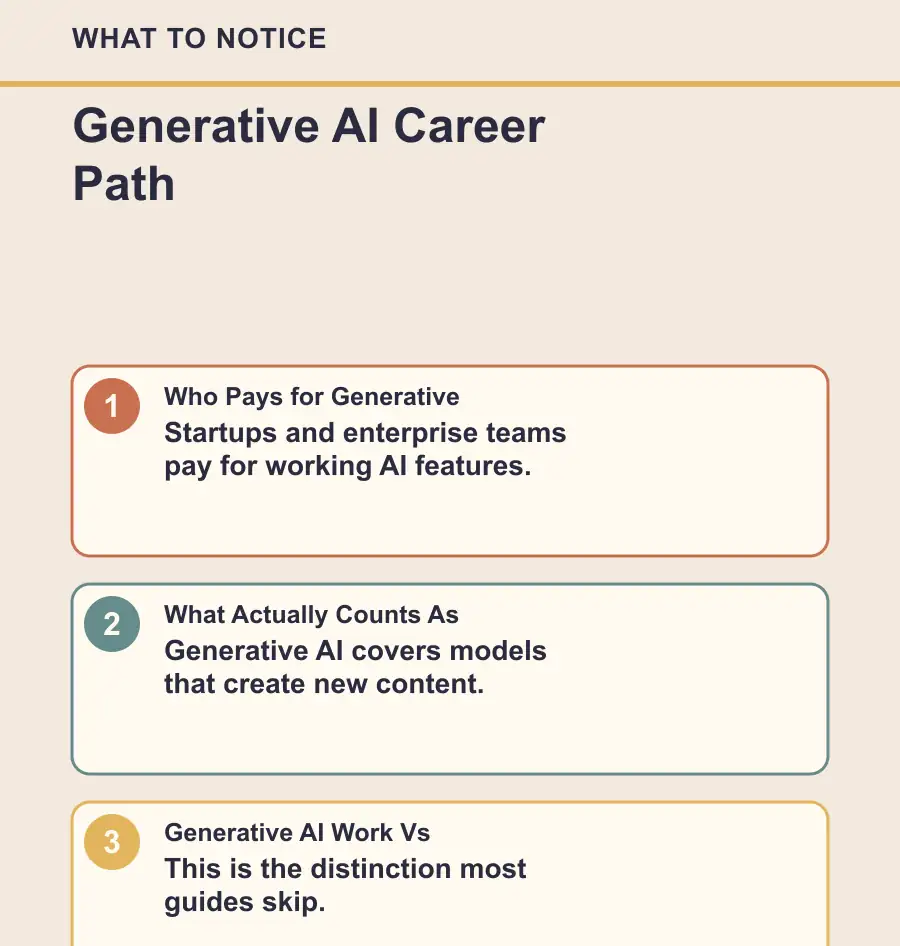 WHAT TO NOTICE
Generative AI Career
Path
1
Who Pays for Generative
Startups and enterprise teams
pay for working AI features.
2
What Actually Counts As
Generative AI covers models
that create new content.
3
Generative AI Work Vs
This is the distinction most
guides skip.